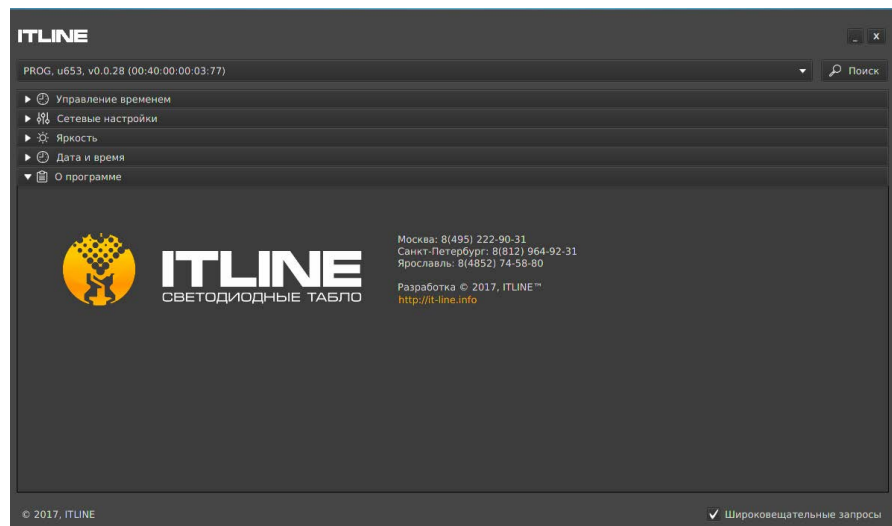 ITLINE
_ X
PROG, u653, v0.0.28 (00:40:00:00:03:77)
Поиск
Управление временем
Сетевые настройки
Яркость
Дата и время
О программе
ITLINE
СВЕТОДИОДНЫЕ ТАБЛО
Москва: 8(495) 222-90-31
Санкт-Петербург: 8(812) 964-92-31
Ярославль: 8(4852) 74-58-80
Разработка © 2017, ITLINE™
http://it-line.info
© 2017, ITLINE
Широковещательные запросы